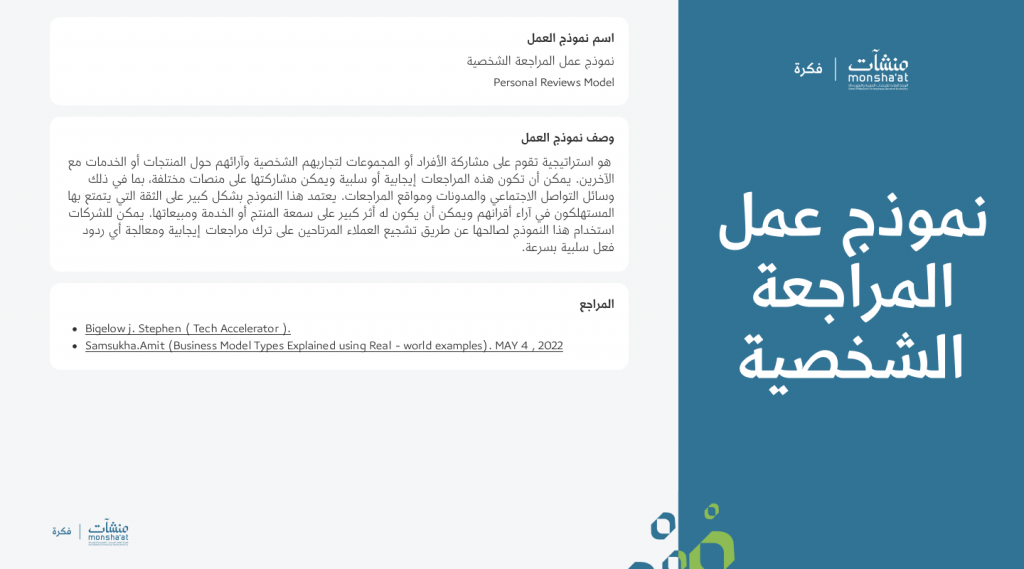 منشآت
monsha'at
فكرة
نموذج عمل
المراجعة
الشخصية
اسم نموذج العمل
نموذج عمل المراجعة الشخصية
Personal Reviews Model
وصف نموذج العمل
هو استراتيجية تقوم على مشاركة الأفراد أو المجموعات لتجاربهم الشخصية وآرائهم حول المنتجات أو الخدمات مع
الآخرين. يمكن أن تكون هذه المراجعات إيجابية أو سلبية ويمكن مشاركتها على منصات مختلفة، بما في ذلك
وسائل التواصل الاجتماعي والمدونات ومواقع المراجعات. يعتمد هذا النموذج بشكل كبير على الثقة التي يتمتع بها
المستهلكون في آراء أقرانهم ويمكن أن يكون له أثر كبير على سمعة المنتج أو الخدمة ومبيعاتها. يمكن للشركات
استخدام هذا النموذج لصالحها عن طريق تشجيع العملاء المرتاحين على ترك مراجعات إيجابية ومعالجة أي ردود
فعل سلبية بسرعة.
المراجع
• Bigelow j. Stephen ( Tech Accelerator ).
• Samsukha.Amit (Business Model Types Explained using Real - world examples). MAY 4 , 2022
منشآت
monsha'at
فكرة